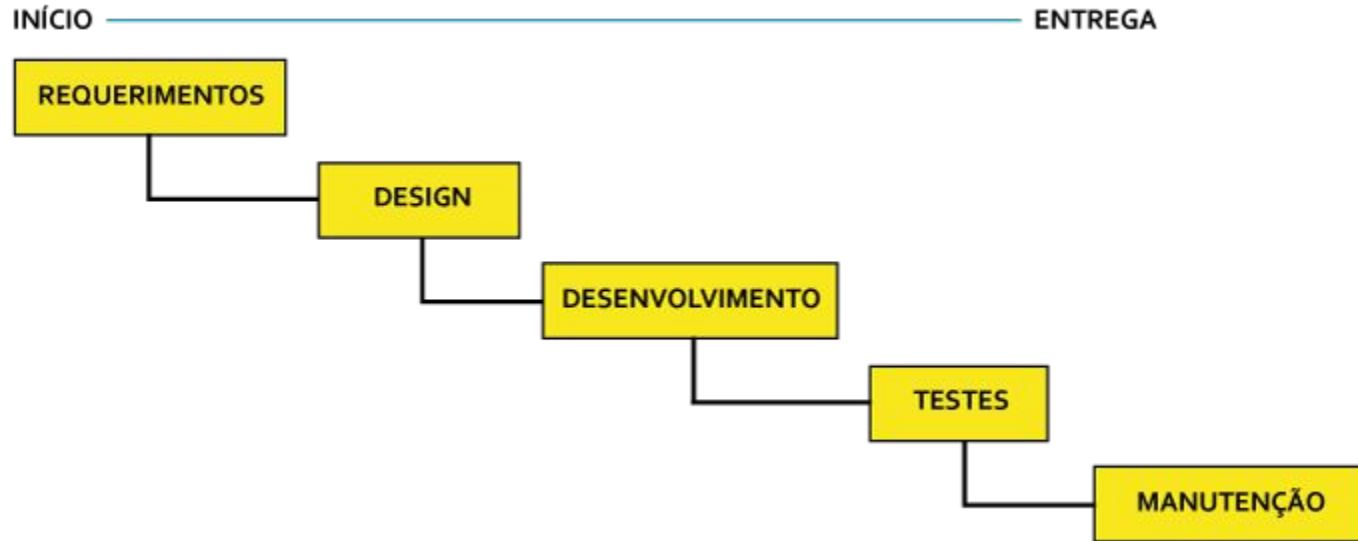 INÍCIO
ENTREGA
REQUERIMENTOS
DESIGN
DESENVOLVIMENTO
TESTES
MANUTENÇÃO